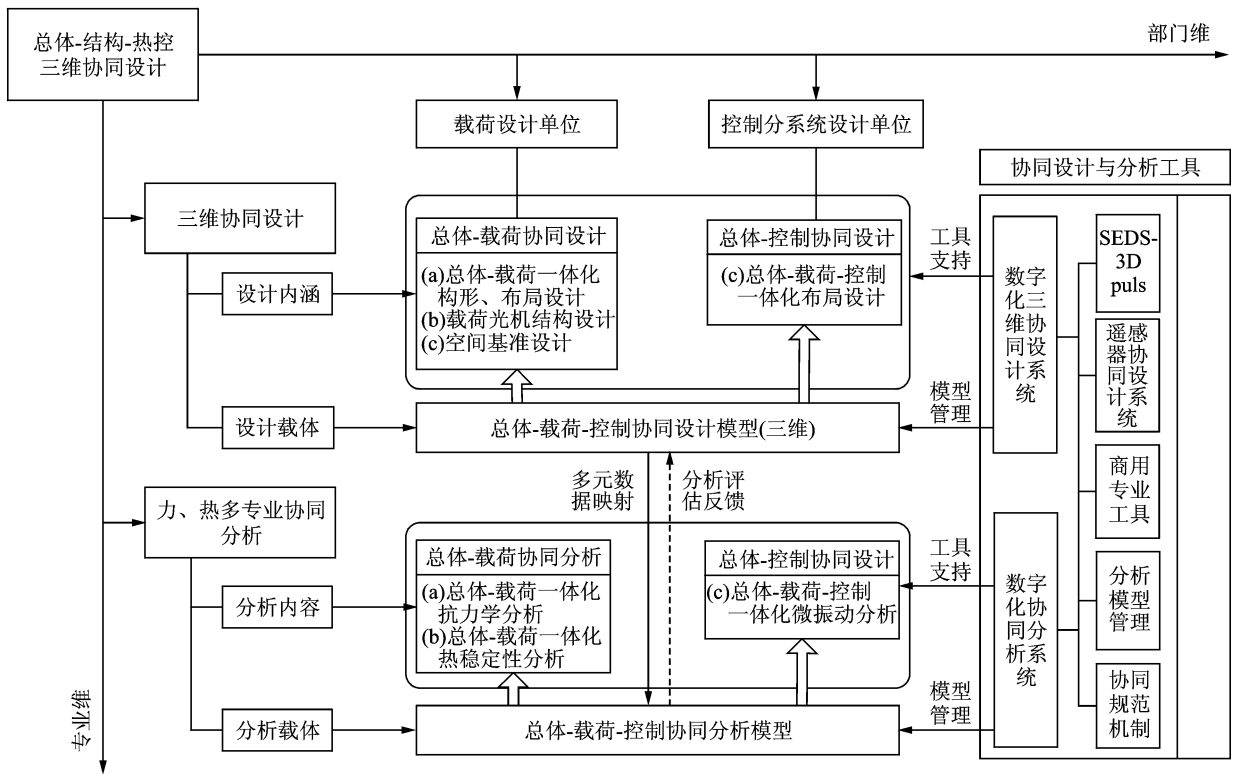 总体-结构-热控
三维协同设计
部门维
载荷设计单位
控制分系统设计单位
协同设计与分析工具
三维协同设计
总体-载荷协同设计
(a)总体-载荷一体化
构形、布局设计
(b)载荷光机结构设计
(c)空间基准设计
总体-控制协同设计
(c)总体-载荷-控制
一体化布局设计
工具
支持
设计内涵
设计载体
总体-载荷-控制协同设计模型(三维)
模型
管理
数字
化三
维协
同设
计系
统
SEDS-
3D
puls
遥感
器协
同设
计系
统
商用
专业
工具
多元数
据映射
分析评
估反馈
力、热多专业协同
分析
总体-载荷协同分析
(a)总体-载荷一体化
抗力学分析
(b)总体-载荷一体化
热稳定性分析
总体-控制协同设计
(c)总体-载荷-控制
一体化微振动分析
工具
支持
分析内容
分析载体
总体-载荷-控制协同分析模型
模型
管理
数字
化协
同分
析系
统
分析
模型
管理
协同
规范
机制
专业维